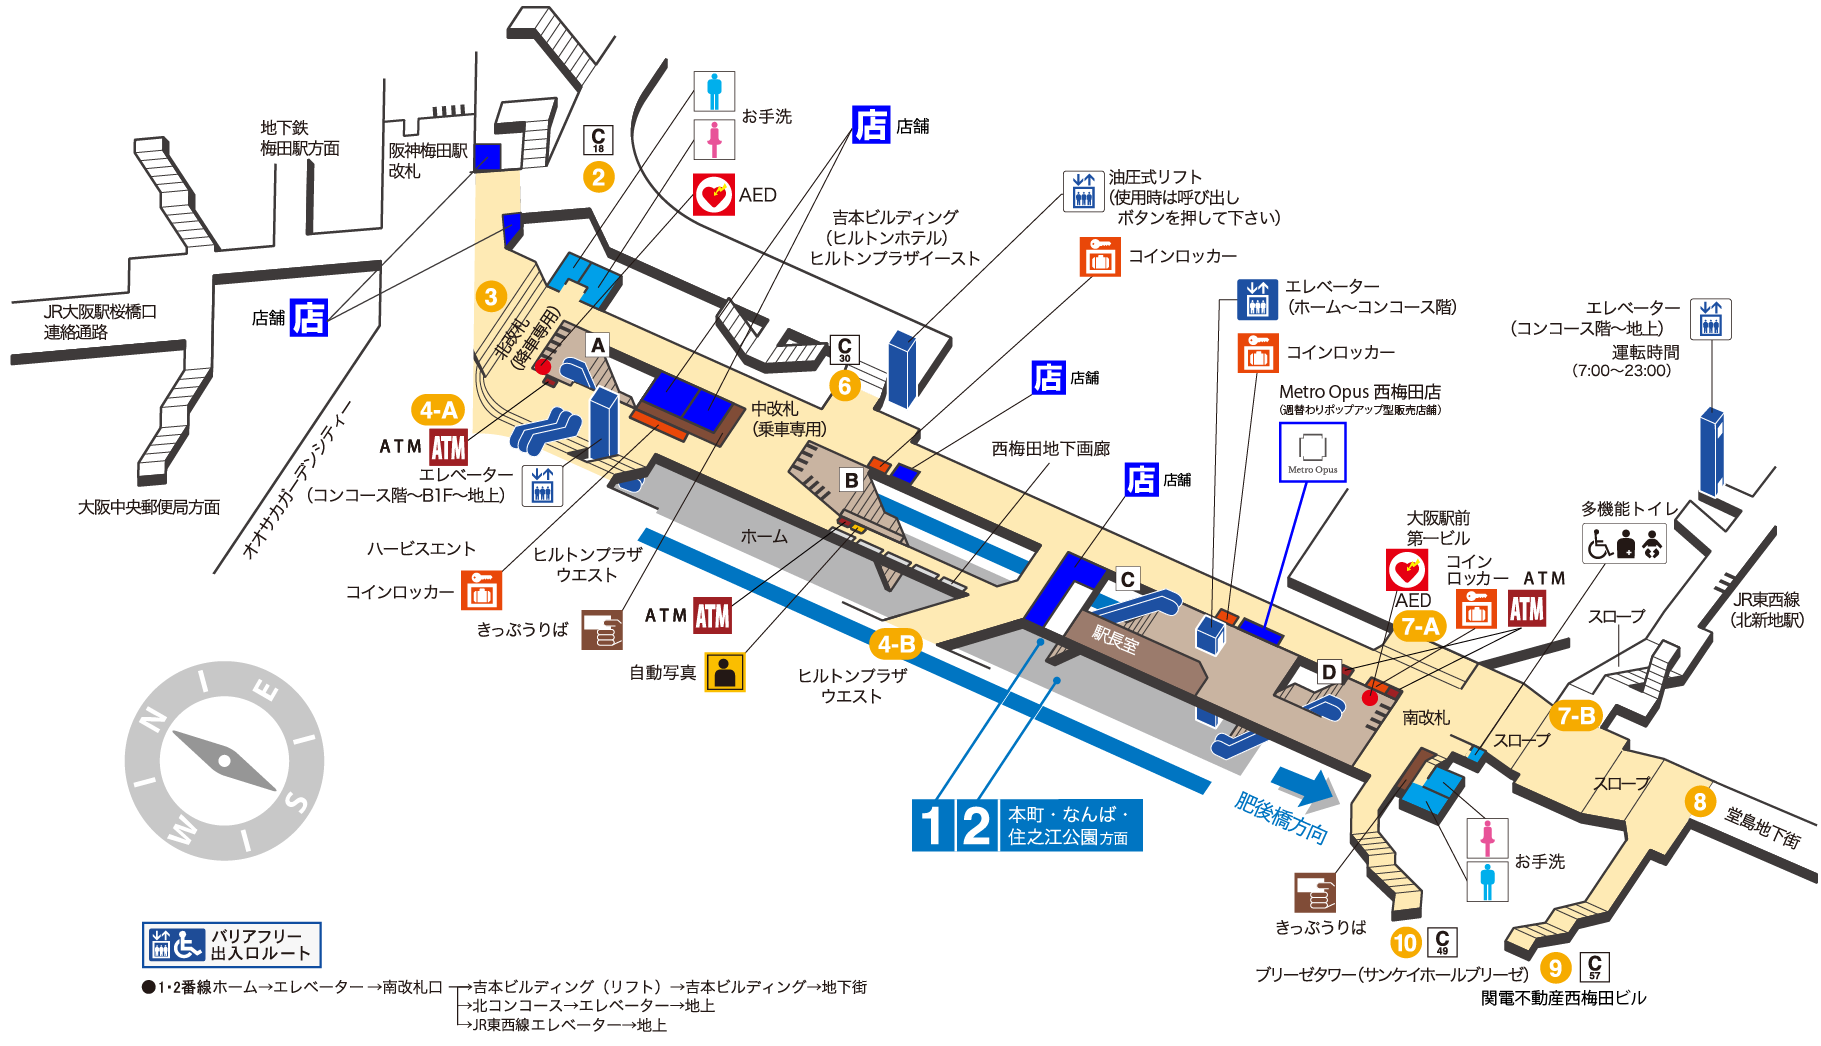 C
18
2
お手洗
AED
店 店舗
地下鉄
梅田駅方面
阪神梅田駅
改札
油圧式リフト
(使用時は呼び出し
ボタンを押して下さい)
吉本ビルディング
(ヒルトンホテル)
ヒルトンプラザイースト
コインロッカー
エレベーター
(ホーム〜コンコース階)
コインロッカー
エレベーター
(コンコース階〜地上)
運転時間
(7:00〜23:00)
JR大阪駅桜橋口
連絡通路
店舗 店
3
北改札
(降車専用)
A
C
30
6
店 店舗
Metro Opus 西梅田店
(週替わりポップアップ型販売店舗)
Metro Opus
4-A
ATM ATM
エレベーター
(コンコース階〜B1F〜地上)
中改札
(乗車専用)
西梅田地下画廊
店 店舗
B
大阪中央郵便局方面
オオサカガーデンシティー
ハービスエント
コインロッカー
ヒルトンプラザ
ウエスト
きっぷうりば
ホーム
ATM ATM
自動写真
4-B
ヒルトンプラザ
ウエスト
C
駅長室
D
大阪駅前
第一ビル
コイン
ロッカー
ATM
ATM
AED
7-A
多機能トイレ
スロープ
JR東西線
(北新地駅)
南改札
7-B
スロープ
スロープ
8
堂島地下街
N
I
E
I
S
I
W
I
1 2 本町・なんば・
住之江公園方面
肥後橋方向
お手洗
きっぷうりば
10
C
49
ブリーゼタワー(サンケイホールブリーゼ)
9
C
57
関電不動産西梅田ビル
バリアフリー
出入口ルート
●1・2番線ホーム→エレベーター→南改札口→吉本ビルディング(リフト)→吉本ビルディング→地下街
→北コンコース→エレベーター→地上
→JR東西線エレベーター→地上